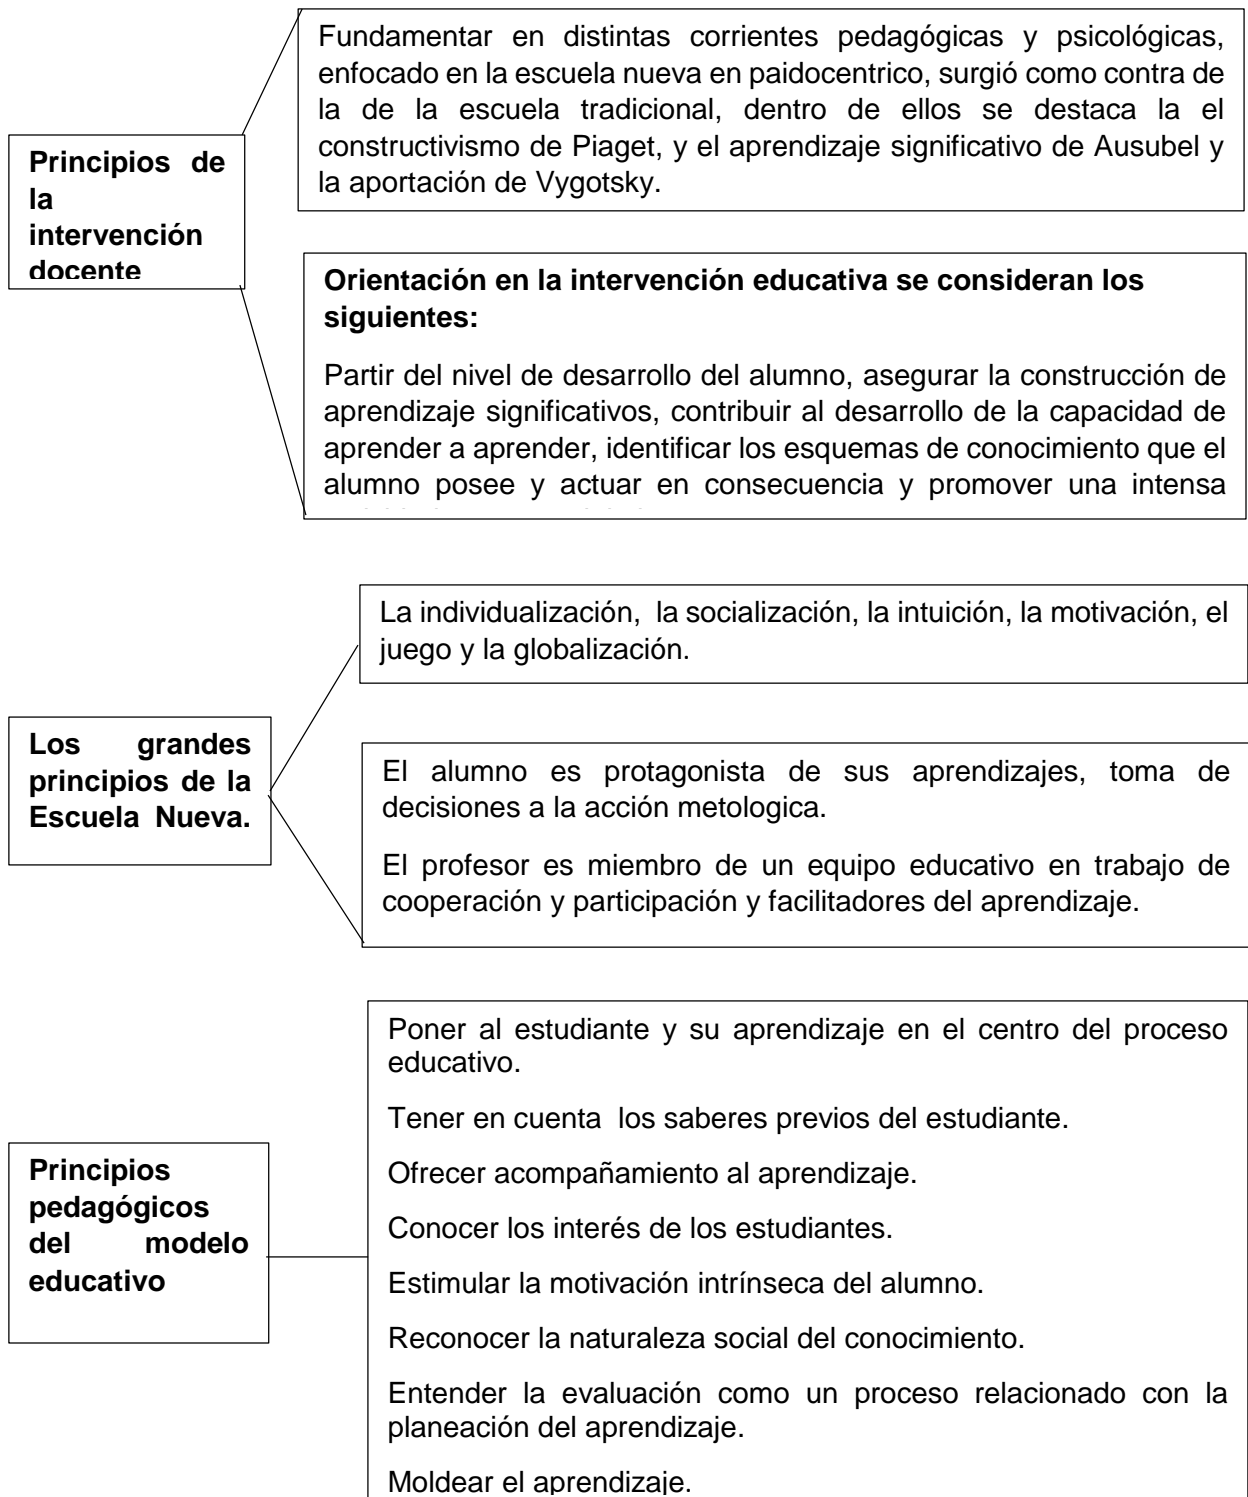 Fundamentar en distintas corrientes pedagógicas y psicológicas,
enfocado en la escuela nueva en paidocentrico, surgió como contra de
la de la escuela tradicional, dentro de ellos se destaca la el
constructivismo de Piaget, y el aprendizaje significativo de Ausubel y
la aportación de Vygotsky.
Principios de
la
intervención
docente
Orientación en la intervención educativa se consideran los
siguientes:
Partir del nivel de desarrollo del alumno, asegurar la construcción de
aprendizaje significativos, contribuir al desarrollo de la capacidad de
aprender a aprender, identificar los esquemas de conocimiento que el
alumno posee y actuar en consecuencia y promover una intensa
La individualización, la socialización, la intuición, la motivación, el
juego y la globalización.
Los grandes
principios de la
Escuela Nueva.
El alumno es protagonista de sus aprendizajes, toma de
decisiones a la acción metologica.
El profesor es miembro de un equipo educativo en trabajo de
cooperación y participación y facilitadores del aprendizaje.
Principios
pedagógicos
del modelo
educativo
Poner al estudiante y su aprendizaje en el centro del proceso
educativo.
Tener en cuenta los saberes previos del estudiante.
Ofrecer acompañamiento al aprendizaje.
Conocer los interés de los estudiantes.
Estimular la motivación intrínseca del alumno.
Reconocer la naturaleza social del conocimiento.
Entender la evaluación como un proceso relacionado con la
planeación del aprendizaje.
Moldear el aprendizaje.